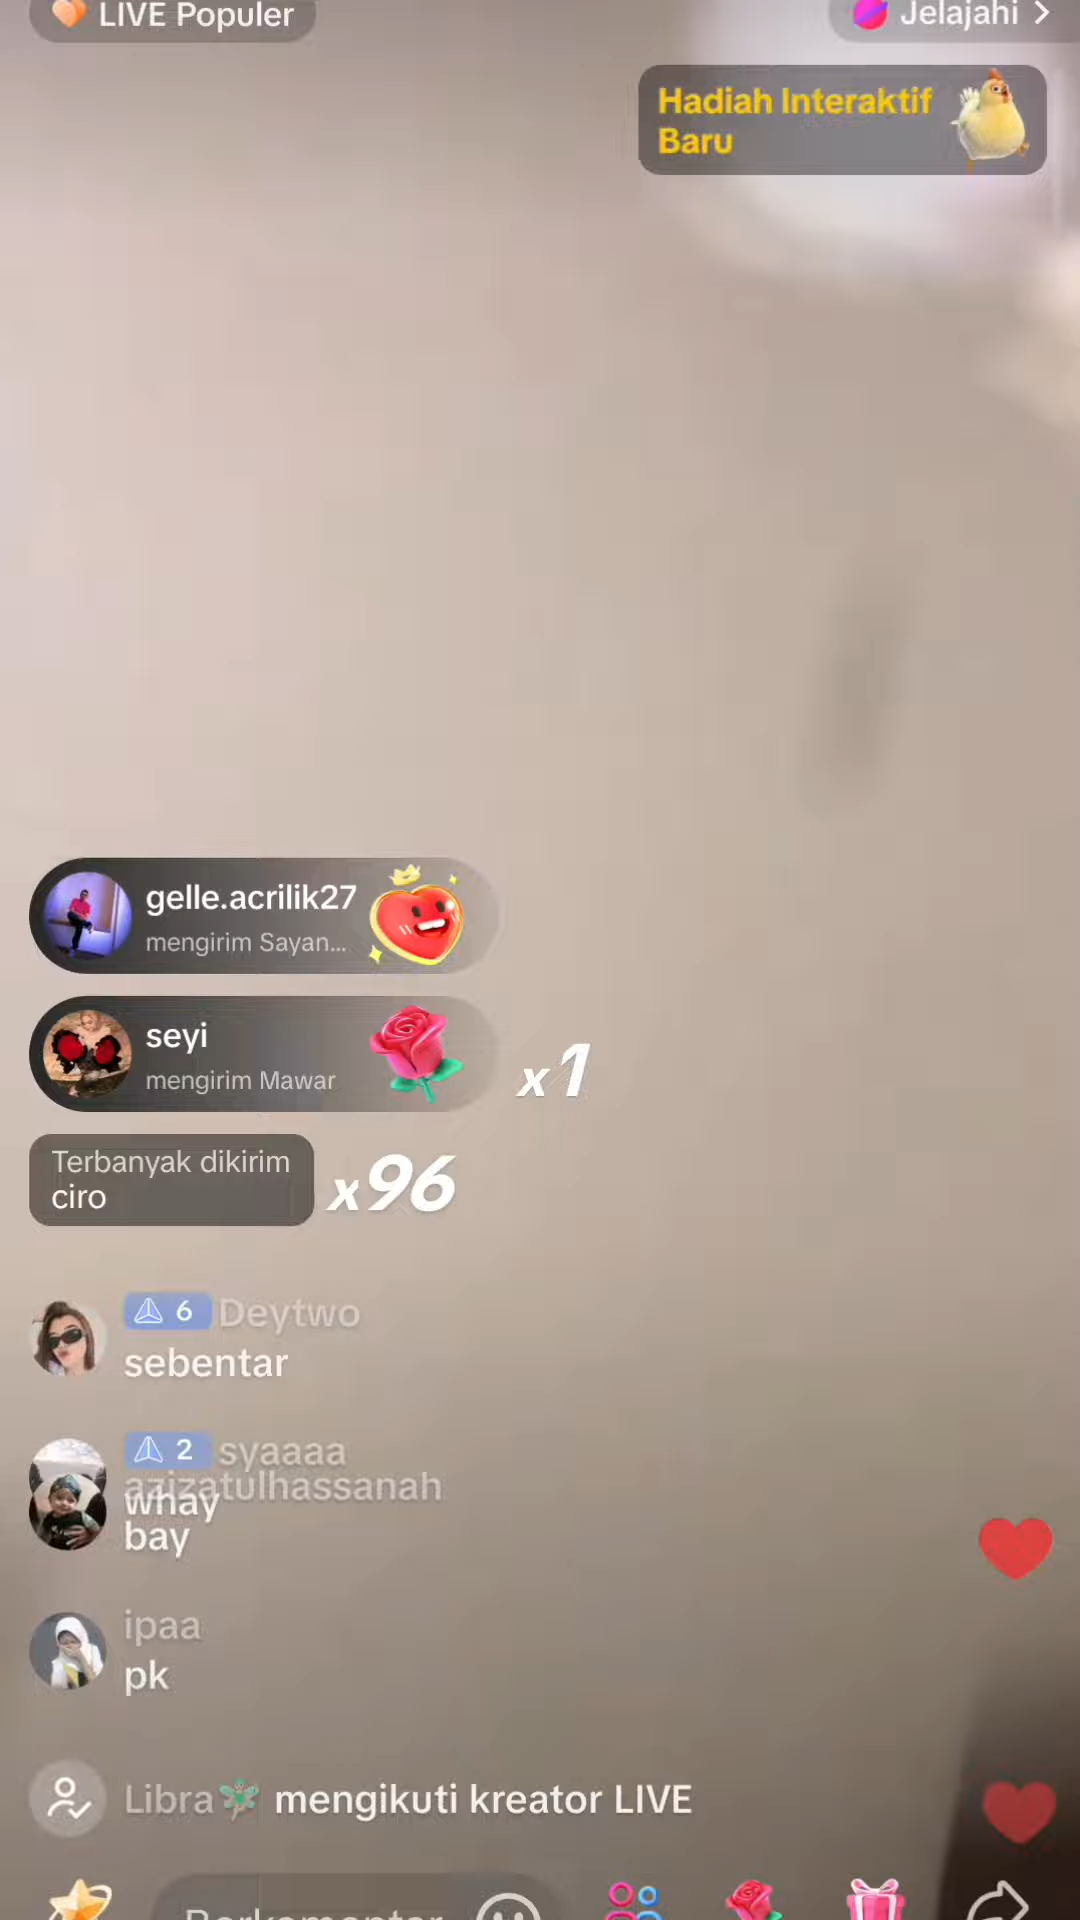 LIVE Populer
Jelajahi
Hadiah Interaktif
Baru
gelle.acrilik27
mengirim Sayan...
seyi
mengirim Mawar
x1
Terbanyak dikirim
ciro
x96
6 Deytwo
sebentar
2 syaaaa
azizatulhassanah
whay
bay
ipaa
pk
Libra mengikuti kreator LIVE
Berkomentar